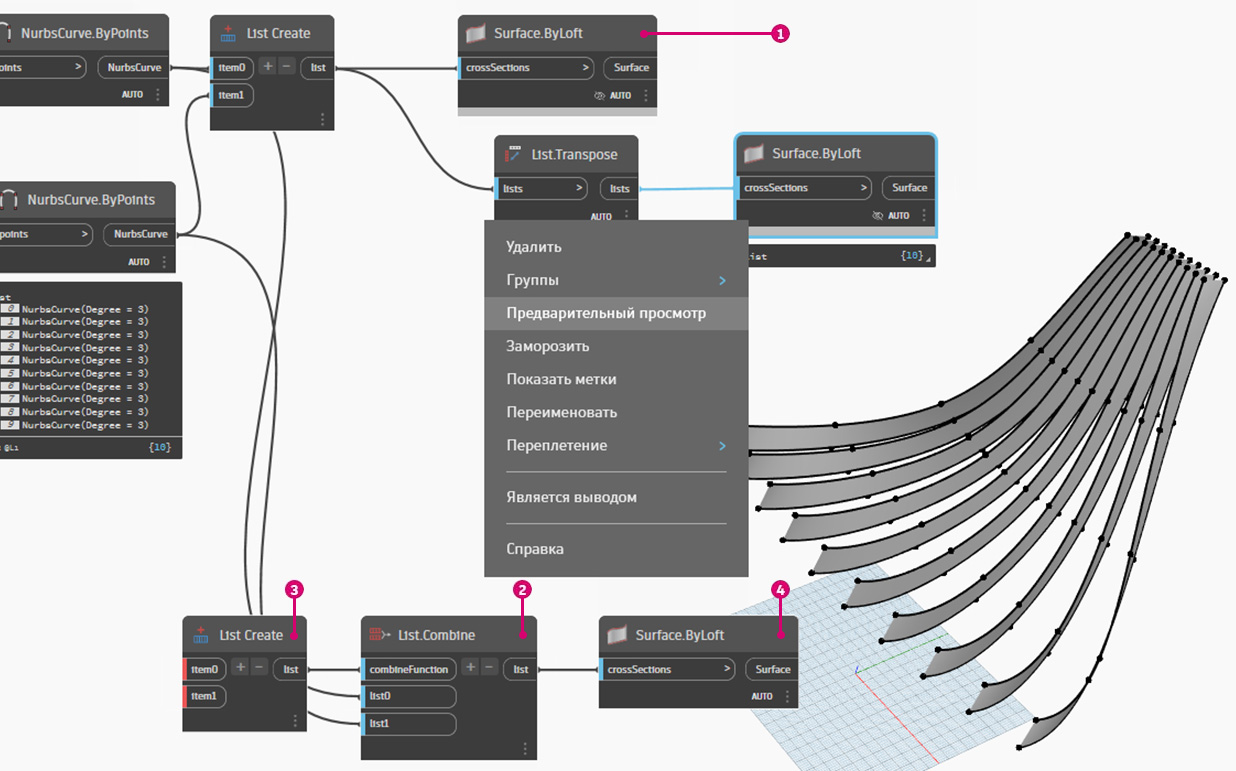 NurbsCurve.ByPoints
points >
NurbsCurve
AUTO
List Create
item0 + -
list
item1
Surface.ByLoft
crossSections >
Surface
AUTO
1
List.Transpose
lists >
lists
AUTO
Surface.ByLoft
crossSections >
Surface
AUTO
List
{10}
NurbsCurve.ByPoints
points >
NurbsCurve
AUTO
0 NurbsCurve(Degree = 3)
1 NurbsCurve(Degree = 3)
2 NurbsCurve(Degree = 3)
3 NurbsCurve(Degree = 3)
4 NurbsCurve(Degree = 3)
5 NurbsCurve(Degree = 3)
6 NurbsCurve(Degree = 3)
7 NurbsCurve(Degree = 3)
8 NurbsCurve(Degree = 3)
9 NurbsCurve(Degree = 3)
@L1
{10}
Удалить
Группы >
Предварительный просмотр
Заморозить
Показать метки
Переименовать
Переплетение >
Является выводом
Справка
3
List Create
item0 + -
list
item1
2
List.Combine
combineFunction + -
list
list0
list1
4
Surface.ByLoft
crossSections >
Surface
AUTO